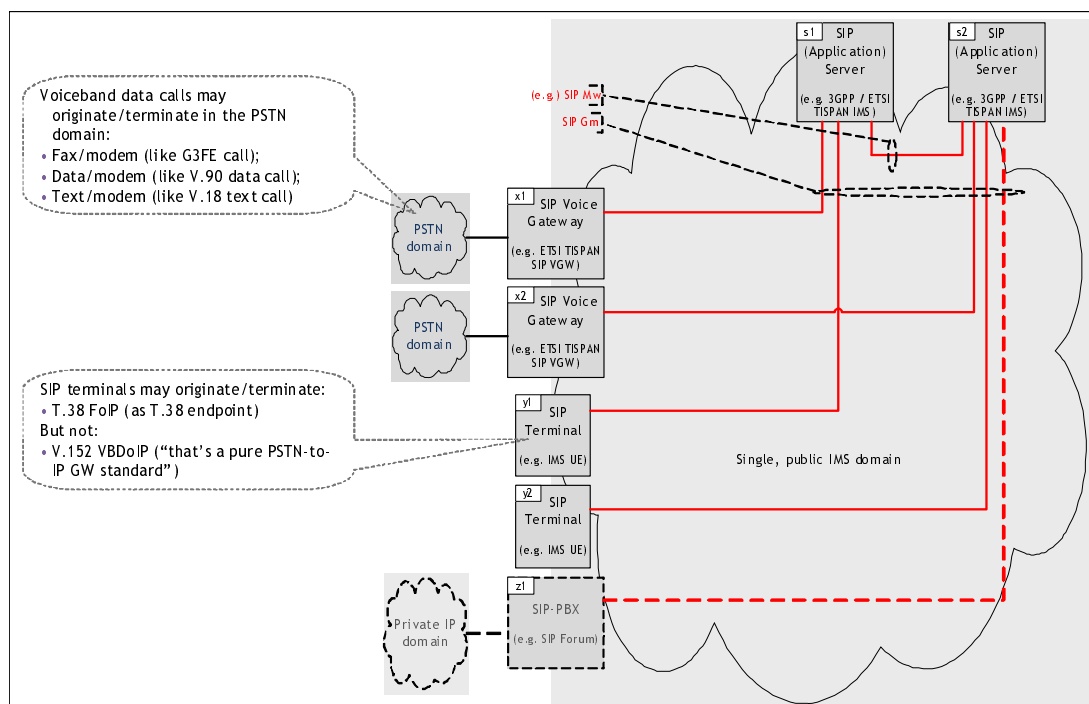 s1
SIP
(Application)
Server
(e.g. 3GPP / ETSI
TISPAN IMS)
s2
SIP
(Application)
Server
(e.g. 3GPP / ETSI
TISPAN IMS)
(e.g.) SIP Mw
SIP Gm
Voiceband data calls may
originate/terminate in the PSTN
domain:
• Fax/modem (like G3FE call);
• Data/modem (like V.90 data call);
• Text/modem (like V.18 text call)
PSTN
domain
x1
SIP Voice
Gateway
(e.g. ETSI TISPAN
SIP VGW)
PSTN
domain
x2
SIP Voice
Gateway
(e.g. ETSI TISPAN
SIP VGW)
SIP terminals may originate/terminate:
• T.38 FoIP (as T.38 endpoint)
But not:
• V.152 VBDoIP (“that’s a pure PSTN-to-
IP GW standard”)
y1
SIP
Terminal
(e.g. IMS UE)
Single, public IMS domain
y2
SIP
Terminal
(e.g. IMS UE)
Private IP
domain
z1
SIP-PBX
(e.g. SIP Forum)